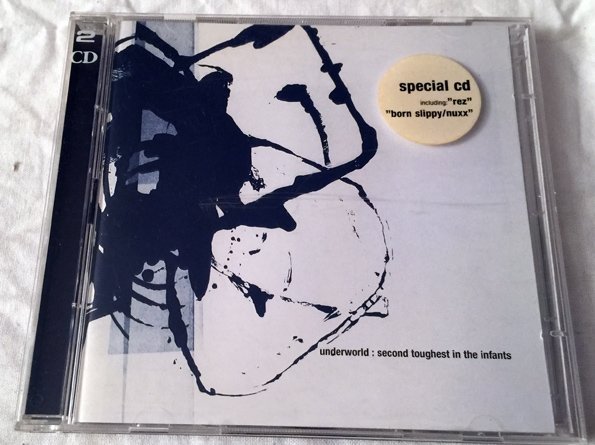 2
CD
special cd
including:"rez"
"born slippy/nuxx"
underworld : second toughest in the infants